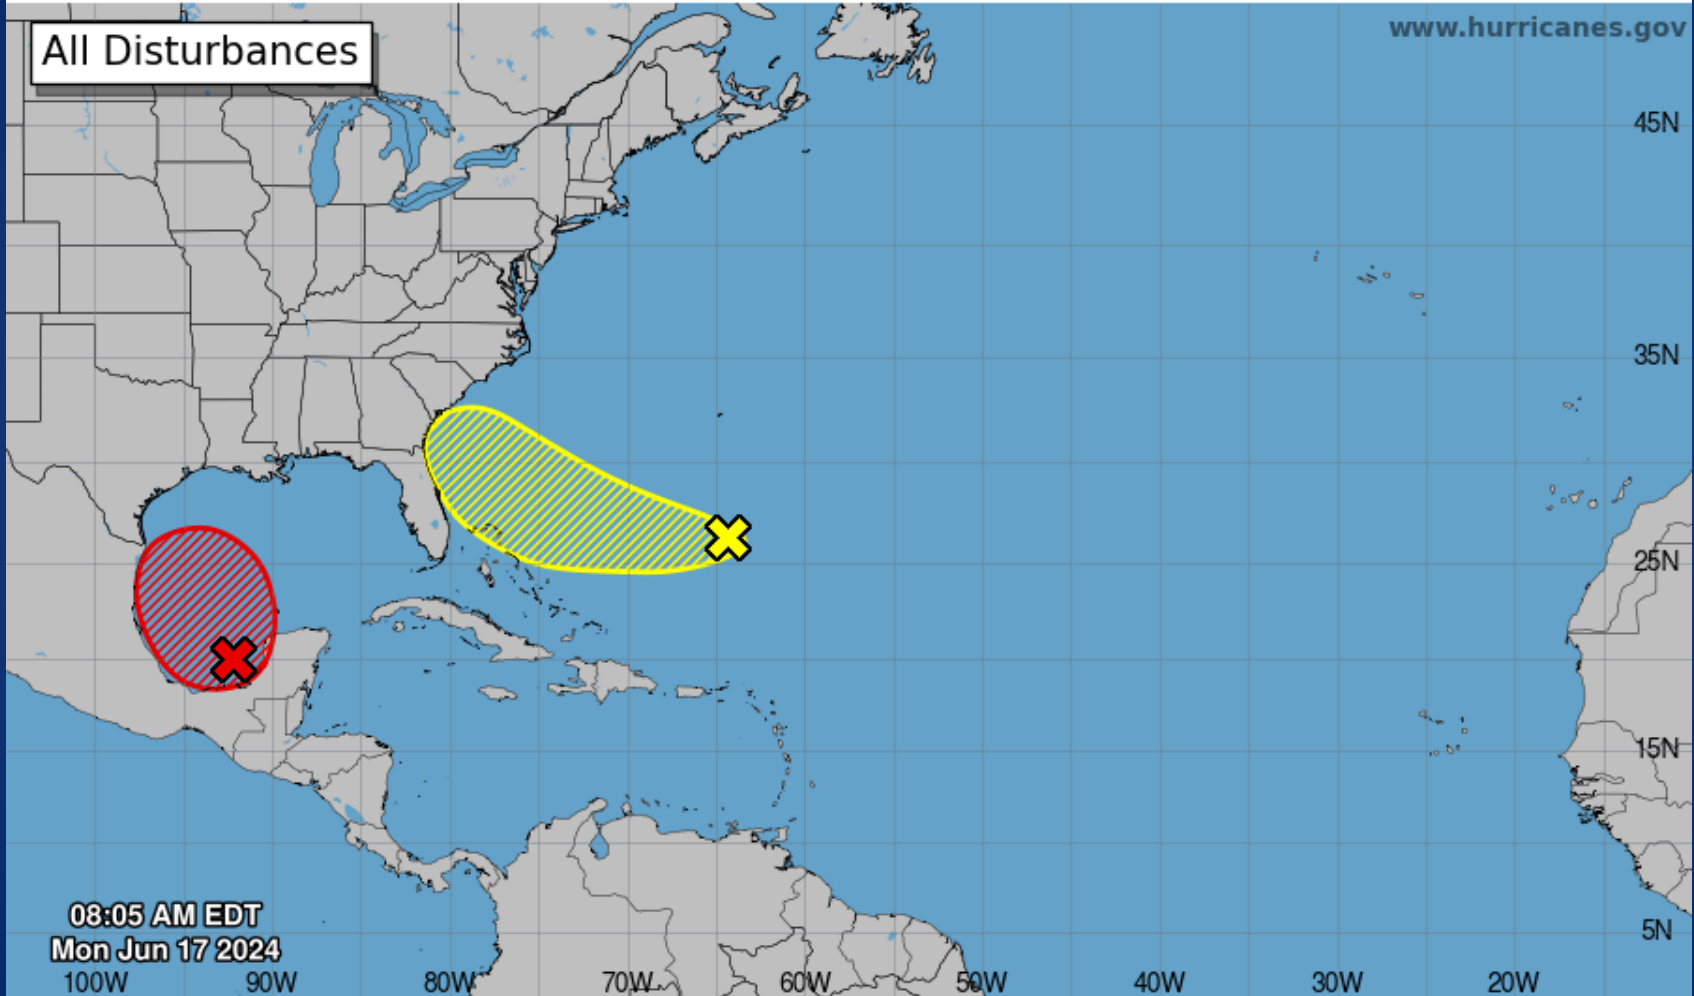 All Disturbances
www.hurricanes.gov
45N
35N
25N
15N
5N
08:05 AM EDT
Mon Jun 17 2024
100W 90W 80W 70W 60W 50W 40W 30W 20W